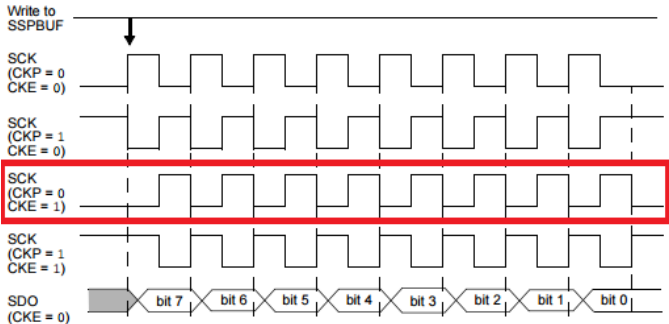 Write to
SSPBUF
SCK
(CKP = 0
CKE = 0)
SCK
(CKP = 1
CKE = 0)
SCK
(CKP = 0
CKE = 1)
SCK
(CKP = 1
CKE = 1)
SDO
(CKE = 0)
bit 7 bit 6 bit 5 bit 4 bit 3 bit 2 bit 1 bit 0